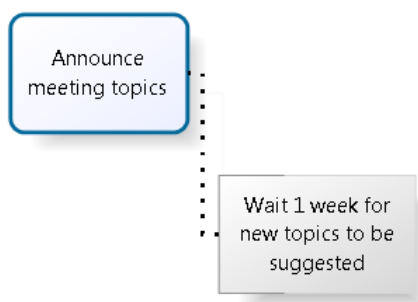 Announce
meeting topics
Wait 1 week for
new topics to be
suggested